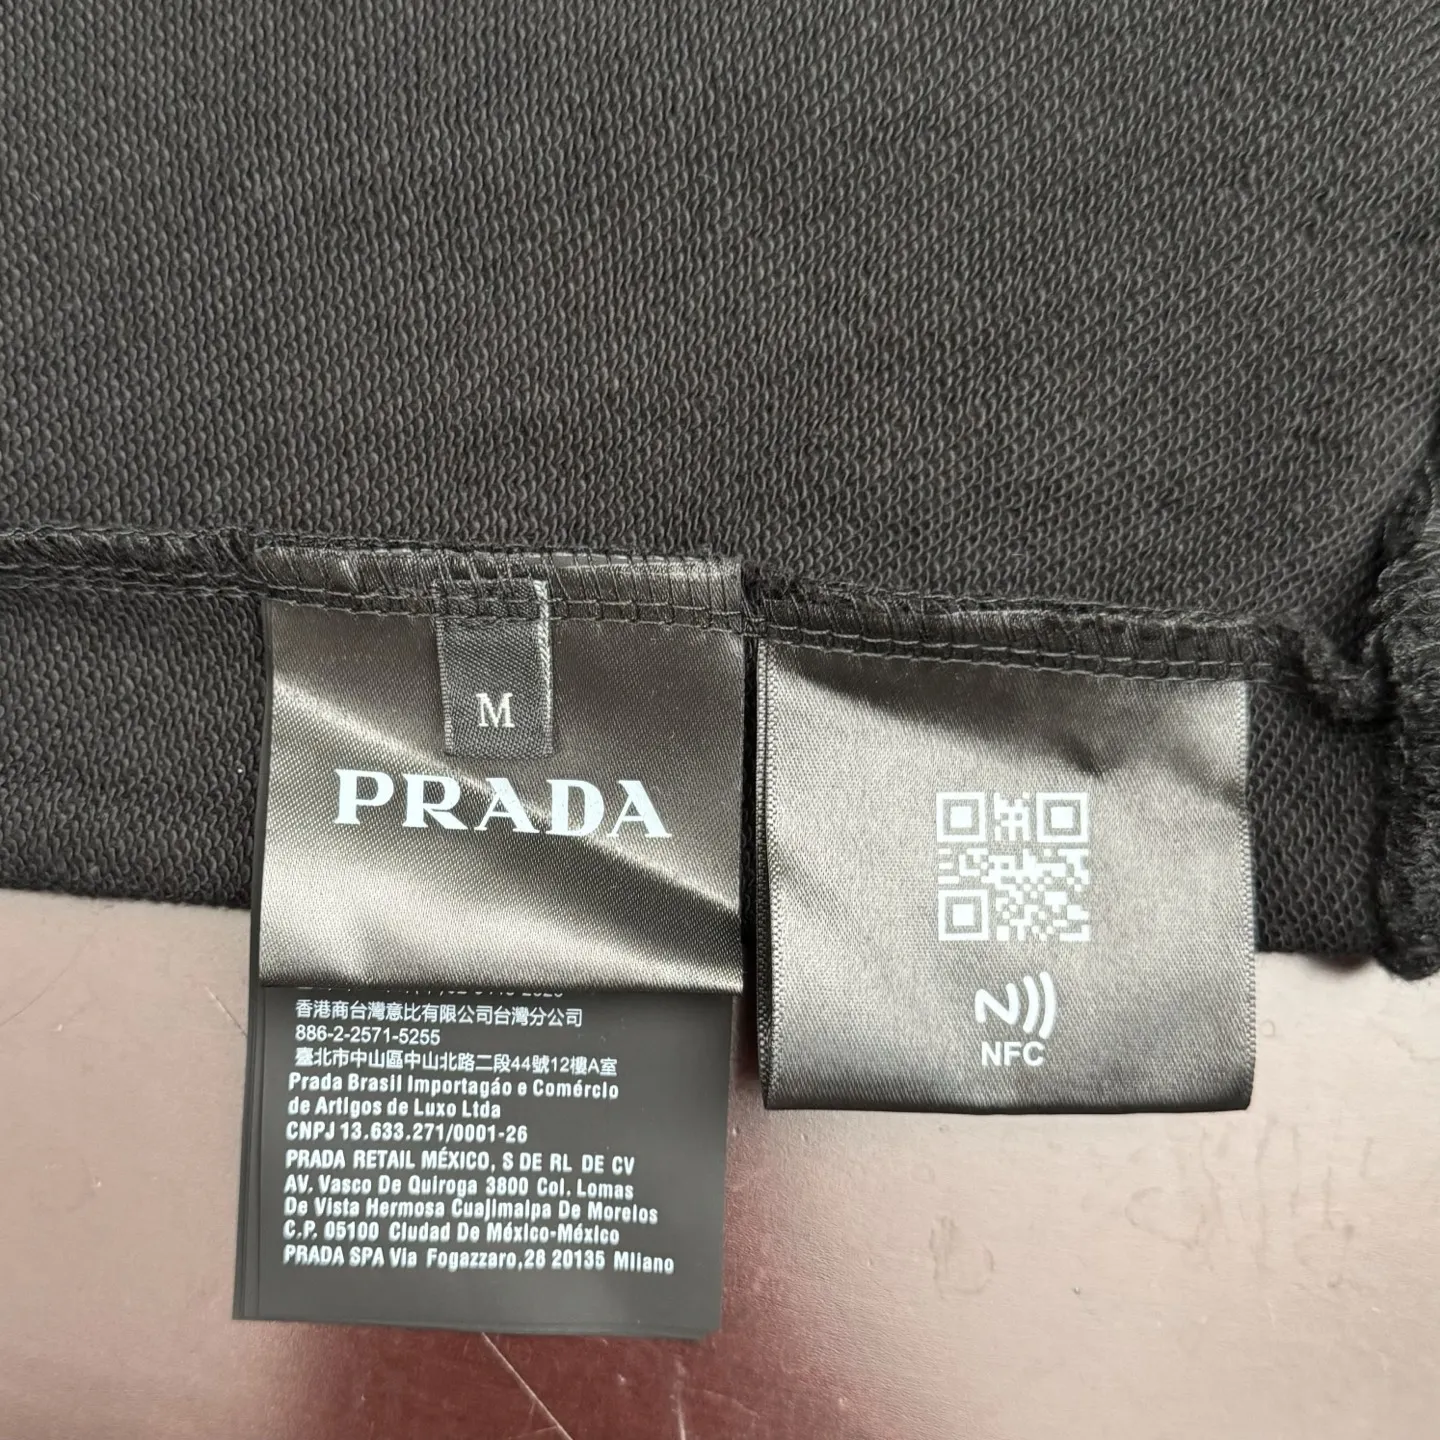 M
PRADA
香港商台灣意比有限公司台灣分公司
886-2-2571-5255
臺北市中山區中山北路二段44號12樓A室
Prada Brasil Importagáo e Comércio
de Artigos de Luxo Ltda
CNPJ 13.633.271/0001-26
PRADA RETAIL MÉXICO, S DE RL DE CV
AV. Vasco De Quiroga 3800 Col. Lomas
De Vista Hermosa Cuajimalpa De Morelos
C.P. 05100 Ciudad De México-México
PRADA SPA Via Fogazzaro,28 20135 Milano
NFC